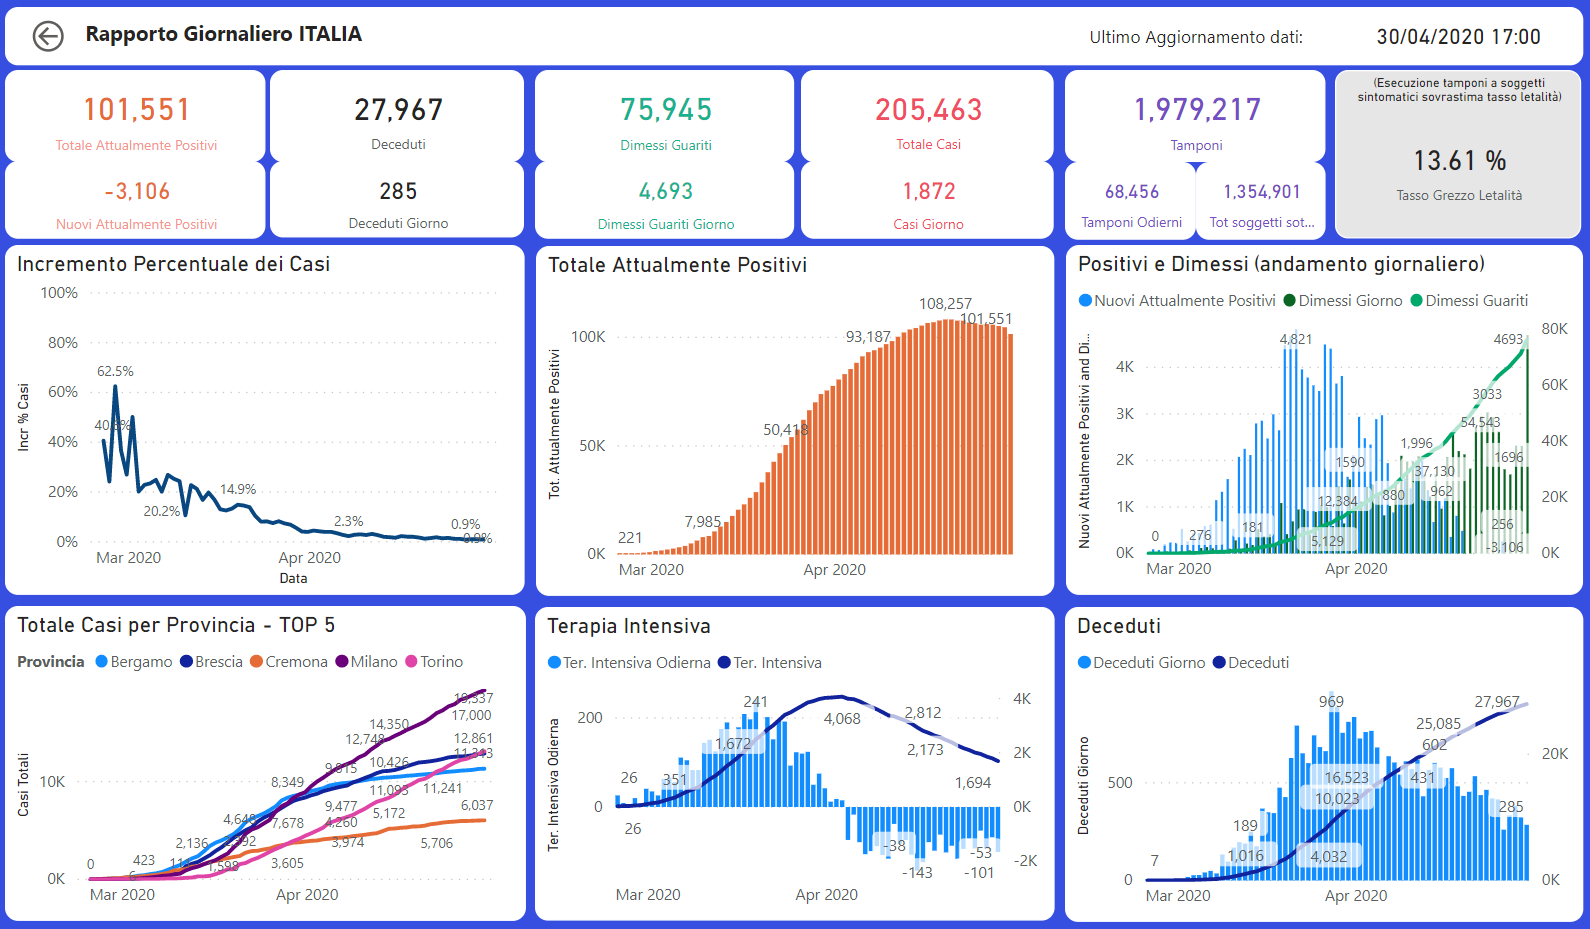 Rapporto Giornaliero ITALIA
Ultimo Aggiornamento dati:
30/04/2020 17:00
101,551
Totale Attualmente Positivi
-3,106
Nuovi Attualmente Positivi
27,967
Deceduti
285
Deceduti Giorno
75,945
Dimessi Guariti
4,693
Dimessi Guariti Giorno
205,463
Totale Casi
1,872
Casi Giorno
1,979,217
Tamponi
68,456
Tamponi Odierni
1,354,901
Tot soggetti sot...
(Esecuzione tamponi a soggetti
sintomatici sovrastima tasso letalità)
13.61 %
Tasso Grezzo Letalità
Incremento Percentuale dei Casi
100%
80%
60%
40%
20%
0%
Incr % Casi
62.5%
20.2%
14.9%
2.3%
0.9%
0.9%
Mar 2020
Apr 2020
Data
Totale Attualmente Positivi
Tot. Attualmente Positivi
100K
50K
0K
221
7,985
50,418
93,187
108,257
101,551
Mar 2020
Apr 2020
Positivi e Dimessi (andamento giornaliero)
Nuovi Attualmente Positivi
Dimessi Giorno
Dimessi Guariti
Nuovi Attualmente Positivi and Di...
4K
3K
2K
1K
0K
80K
60K
40K
20K
0K
4,821
4693
3033
54,543
1,996
1590
37,130
1696
12,384
880
962
0
276
181
5,129
256
-3,106
Mar 2020
Apr 2020
Totale Casi per Provincia - TOP 5
Provincia
Bergamo
Brescia
Cremona
Milano
Torino
Casi Totali
10K
0K
19,337
17,000
14,350
12,748
12,861
11,343
10,426
9,815
8,349
11,095
11,241
9,477
6,037
5,172
4,260
7,678
2,136
3,974
5,706
423
1,598
3,605
0
Mar 2020
Apr 2020
Terapia Intensiva
Ter. Intensiva Odierna
Ter. Intensiva
Ter. Intensiva Odierna
200
0
4K
2K
0K
-2K
241
4,068
2,812
1,672
2,173
26
351
1,694
26
-38
-53
-143
-101
Mar 2020
Apr 2020
Deceduti
Deceduti Giorno
Deceduti
Deceduti Giorno
500
0
20K
0K
969
27,967
25,085
602
16,523
431
10,023
285
189
7
1,016
4,032
Mar 2020
Apr 2020